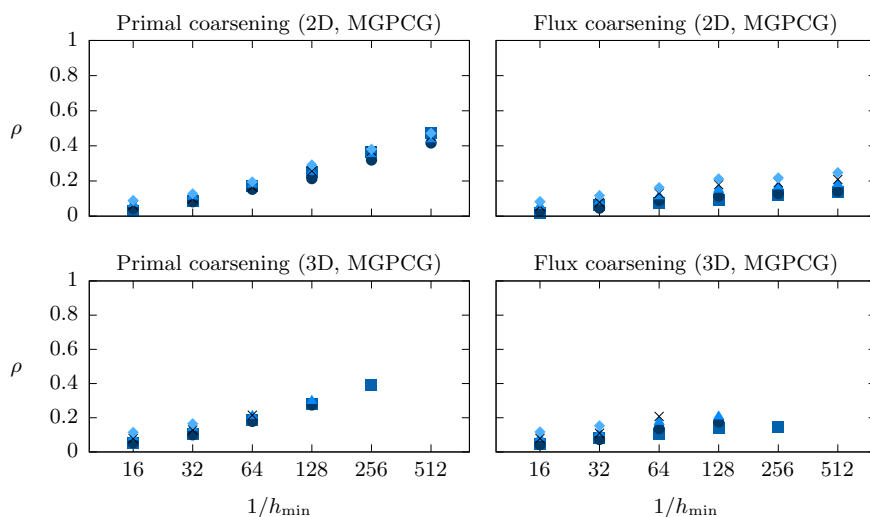 Primal coarsening (2D, MGPCG)
Flux coarsening (2D, MGPCG)
1
0.8
0.6
ρ
0.4
0.2
0
Primal coarsening (3D, MGPCG)
Flux coarsening (3D, MGPCG)
1
0.8
0.6
ρ
0.4
0.2
0
16 32 64 128 256 512
16 32 64 128 256 512
1/h_min
1/h_min